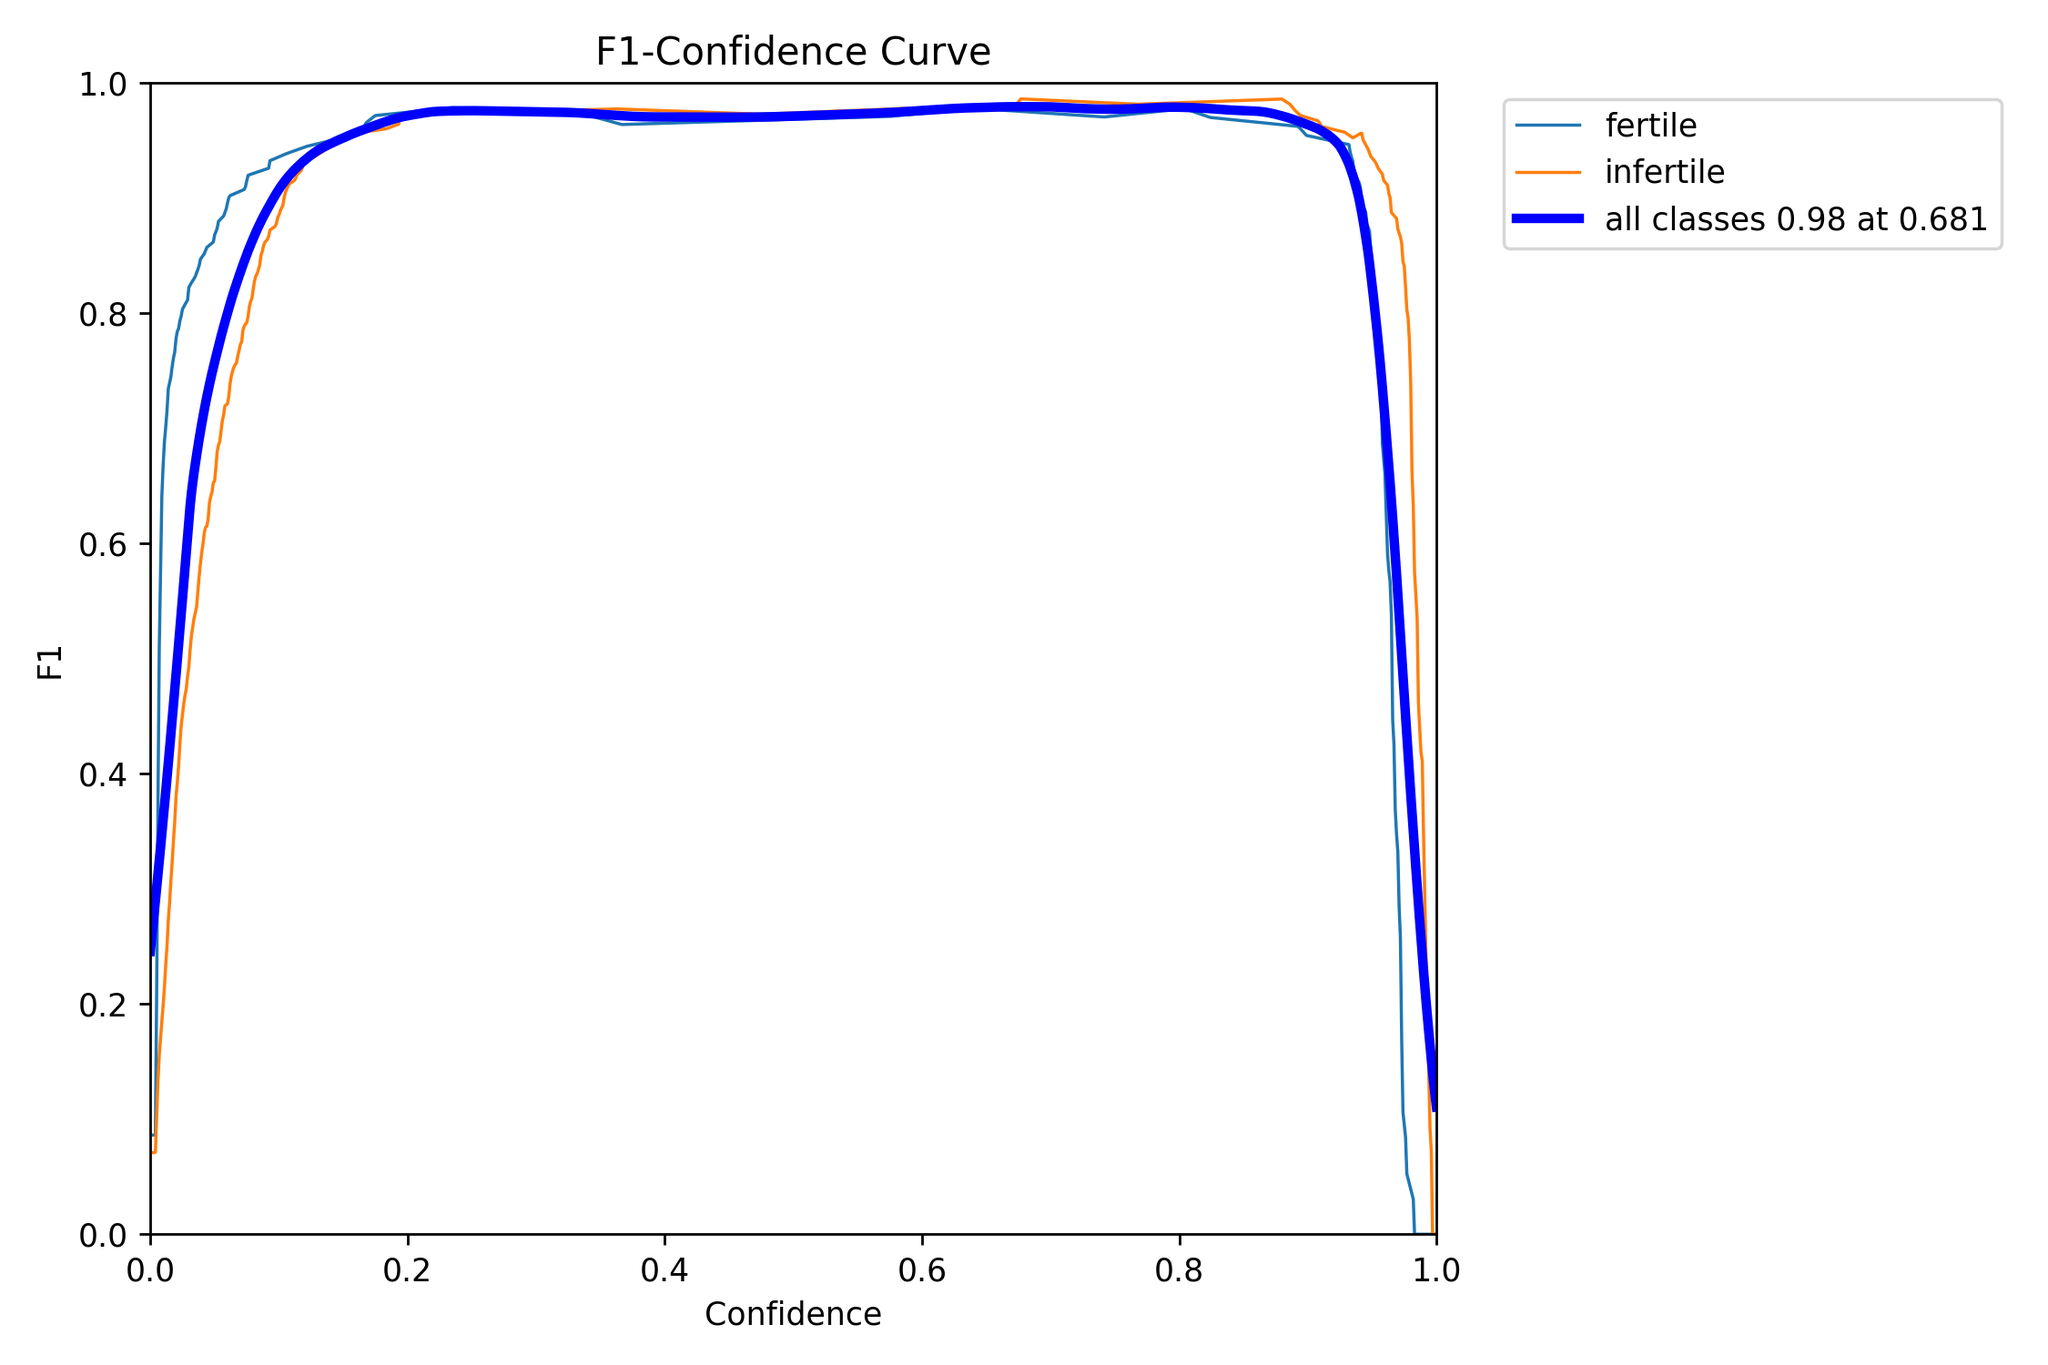 F1-Confidence Curve
fertile
infertile
all classes 0.98 at 0.681
1.0
0.8
0.6
0.4
0.2
0.0
F1
0.0 0.2 0.4 0.6 0.8 1.0
Confidence